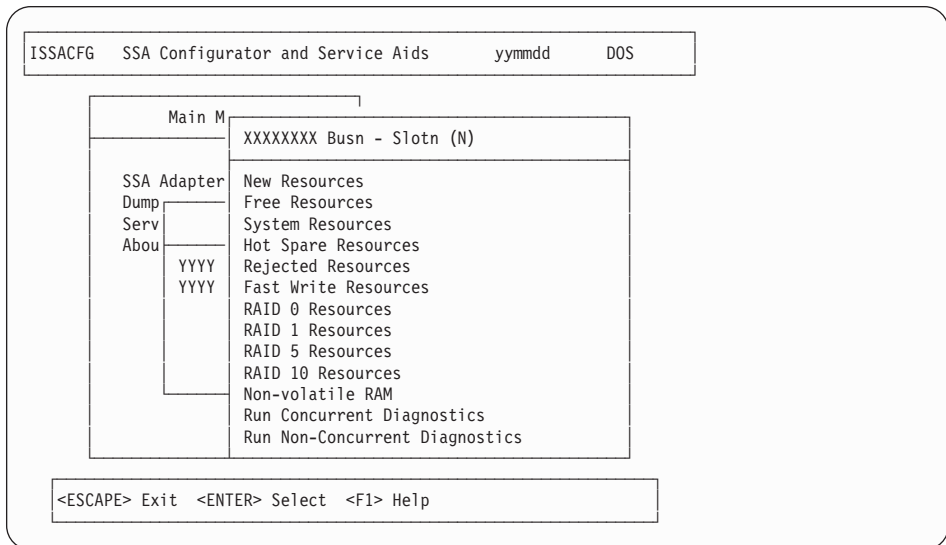 ISSACFG SSA Configurator and Service Aids yymmdd DOS
Main M
XXXXXXXX Busn - Slotn (N)
SSA Adapter
New Resources
Dump
Free Resources
Serv
System Resources
Abou
Hot Spare Resources
YYYY
Rejected Resources
YYYY
Fast Write Resources
RAID 0 Resources
RAID 1 Resources
RAID 5 Resources
RAID 10 Resources
Non-volatile RAM
Run Concurrent Diagnostics
Run Non-Concurrent Diagnostics
<ESCAPE> Exit <ENTER> Select <F1> Help